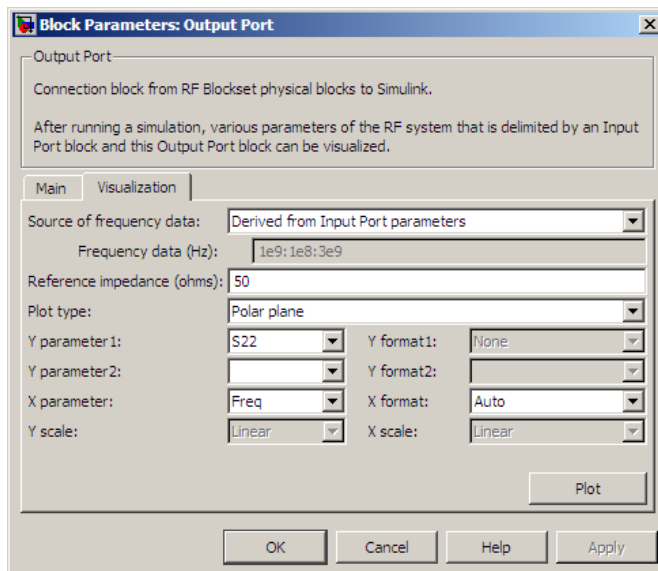 Block Parameters: Output Port
Output Port
Connection block from RF Blockset physical blocks to Simulink.
After running a simulation, various parameters of the RF system that is delimited by an Input
Port block and this Output Port block can be visualized.
Main Visualization
Source of frequency data: Derived from Input Port parameters
Frequency data (Hz): 1e9:1e8:3e9
Reference impedance (ohms): 50
Plot type: Polar plane
Y parameter1: S22 Y format1: None
Y parameter2: Y format2:
X parameter: Freq X format: Auto
Y scale: Linear X scale: Linear
Plot
OK Cancel Help Apply